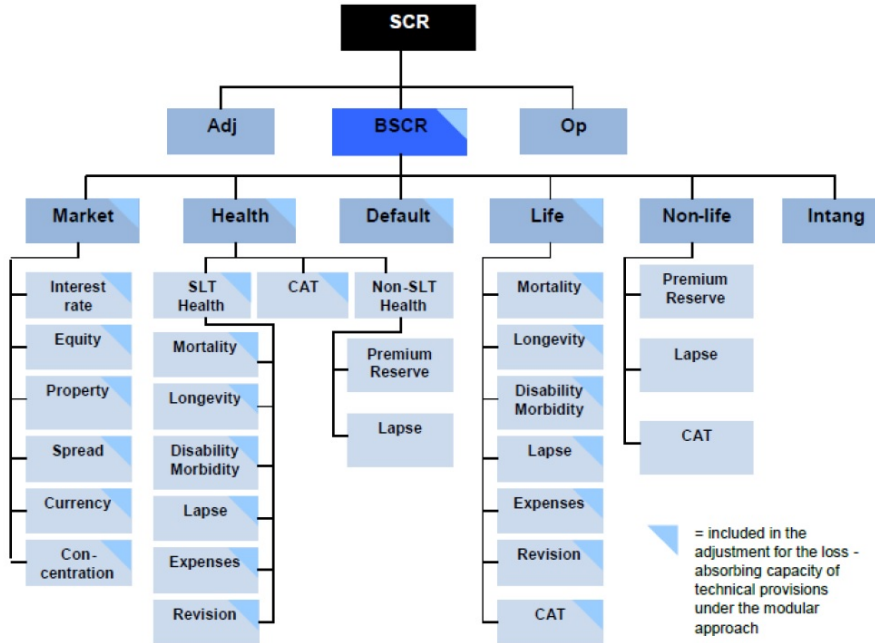 SCR
Adj
BSCR
Op
Market
Health
Default
Life
Non-life
Intang
Interest
rate
Equity
Property
Spread
Currency
Con-
centration
SLT
Health
CAT
Non-SLT
Health
Mortality
Longevity
Disability
Morbidity
Lapse
Expenses
Revision
Premium
Reserve
Lapse
Mortality
Longevity
Disability
Morbidity
Lapse
Expenses
Revision
CAT
Premium
Reserve
Lapse
CAT
= included in the
adjustment for the loss -
absorbing capacity of
technical provisions
under the modular
approach